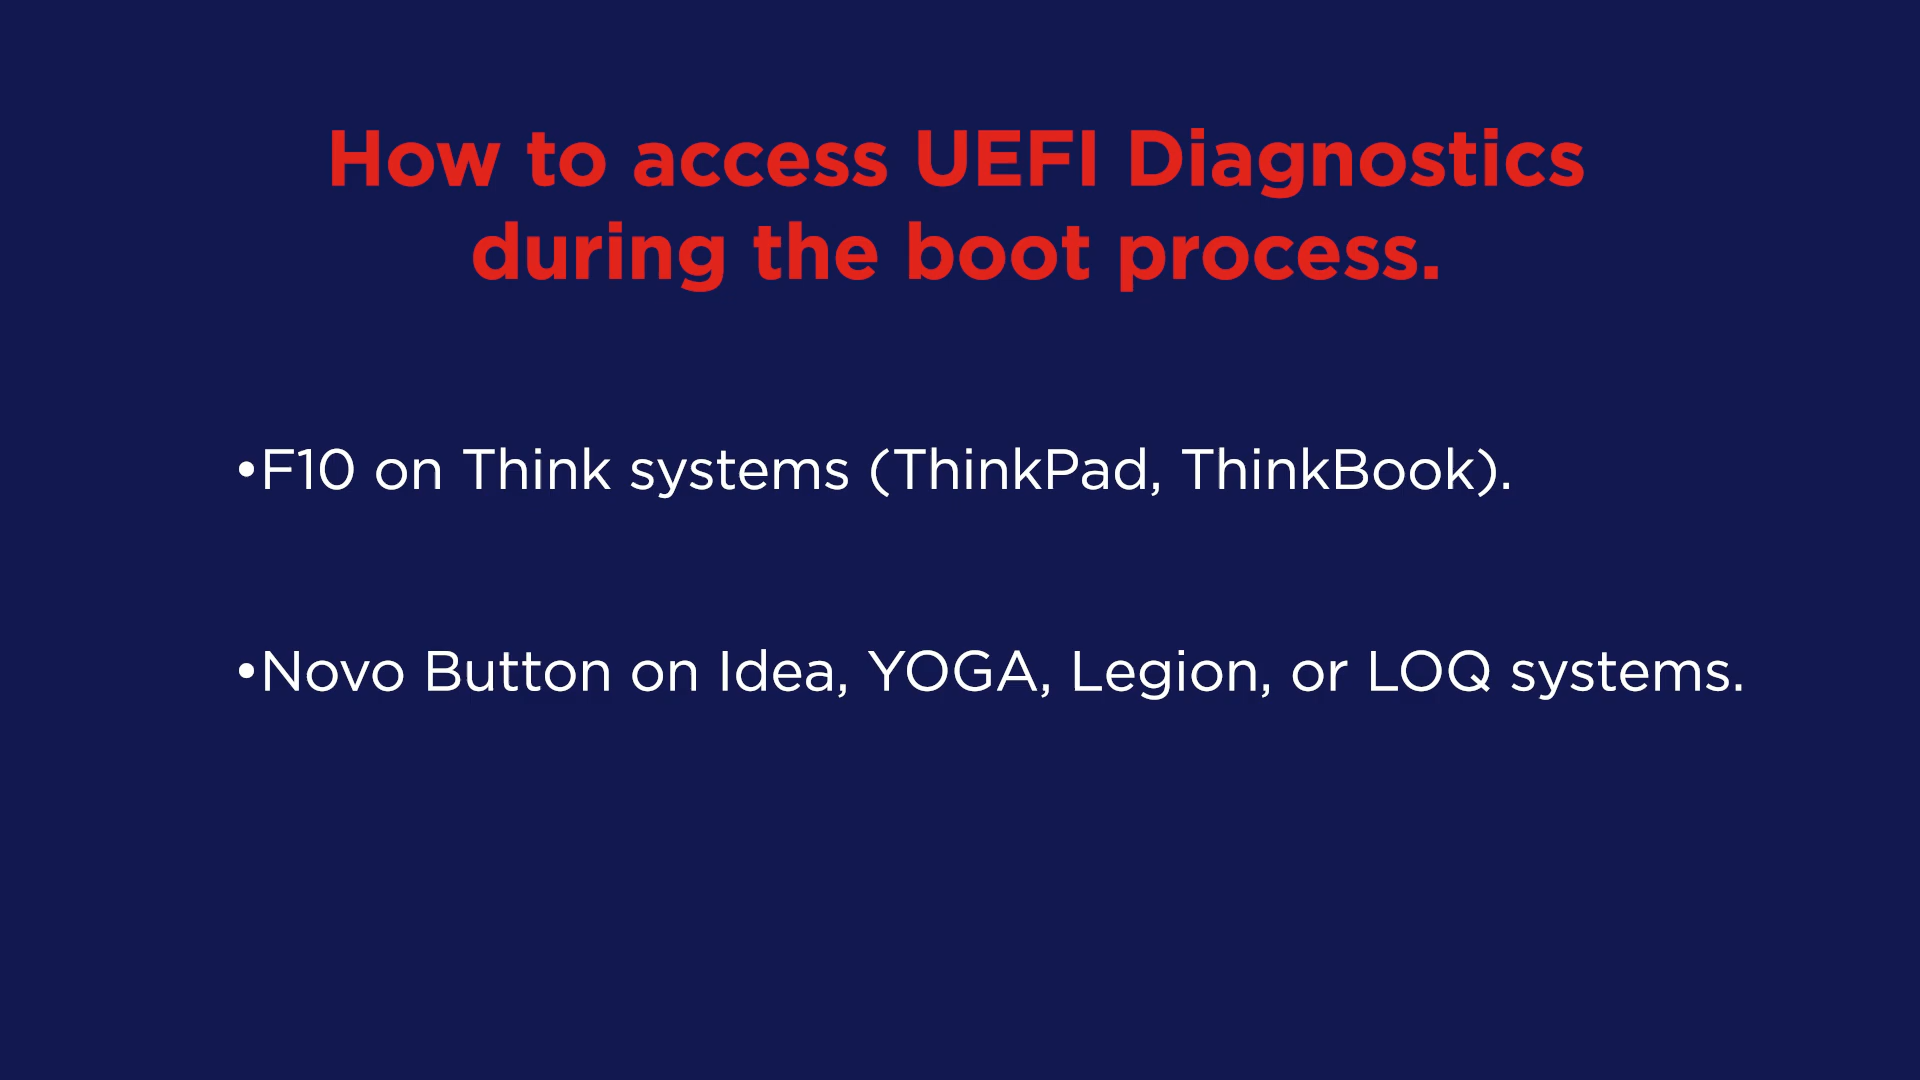 How to access UEFI Diagnostics
during the boot process.
•F10 on Think systems (ThinkPad, ThinkBook).
•Novo Button on Idea, YOGA, Legion, or LOQ systems.